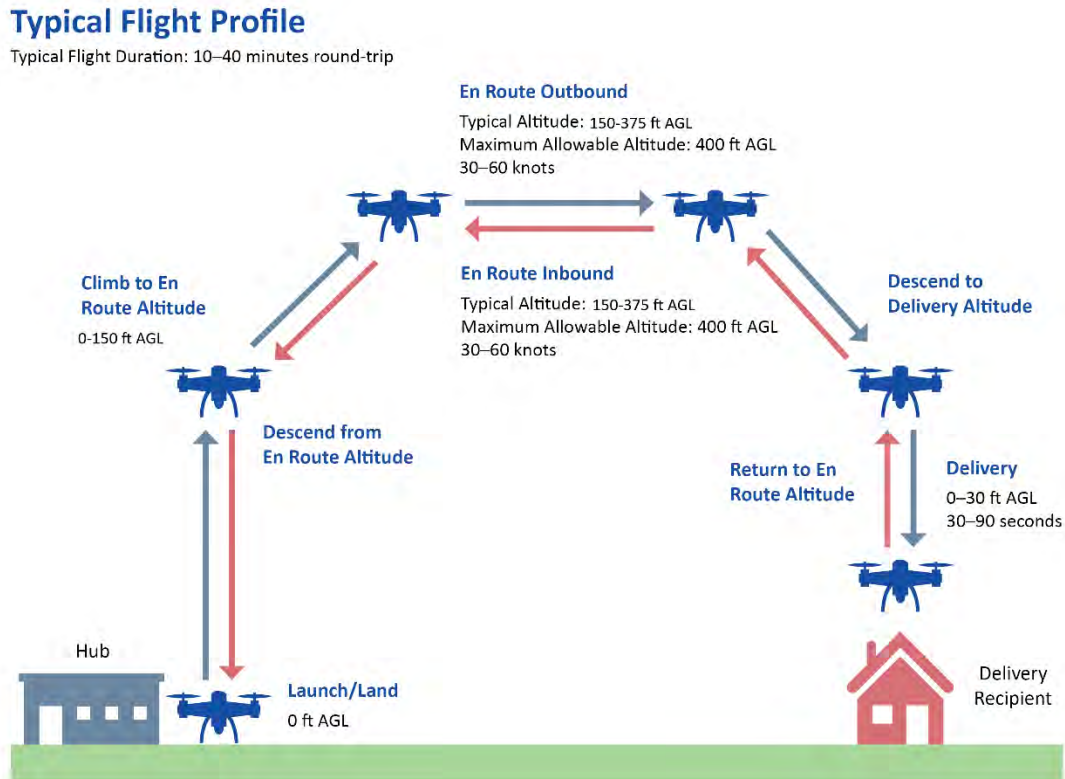 Typical Flight Profile
Typical Flight Duration: 10–40 minutes round-trip
En Route Outbound
Typical Altitude: 150-375 ft AGL
Maximum Allowable Altitude: 400 ft AGL
30–60 knots
En Route Inbound
Typical Altitude: 150-375 ft AGL
Maximum Allowable Altitude: 400 ft AGL
30–60 knots
Climb to En
Route Altitude
0-150 ft AGL
Descend to
Delivery Altitude
Descend from
En Route Altitude
Return to En
Route Altitude
Delivery
0–30 ft AGL
30–90 seconds
Hub
Launch/Land
0 ft AGL
Delivery
Recipient